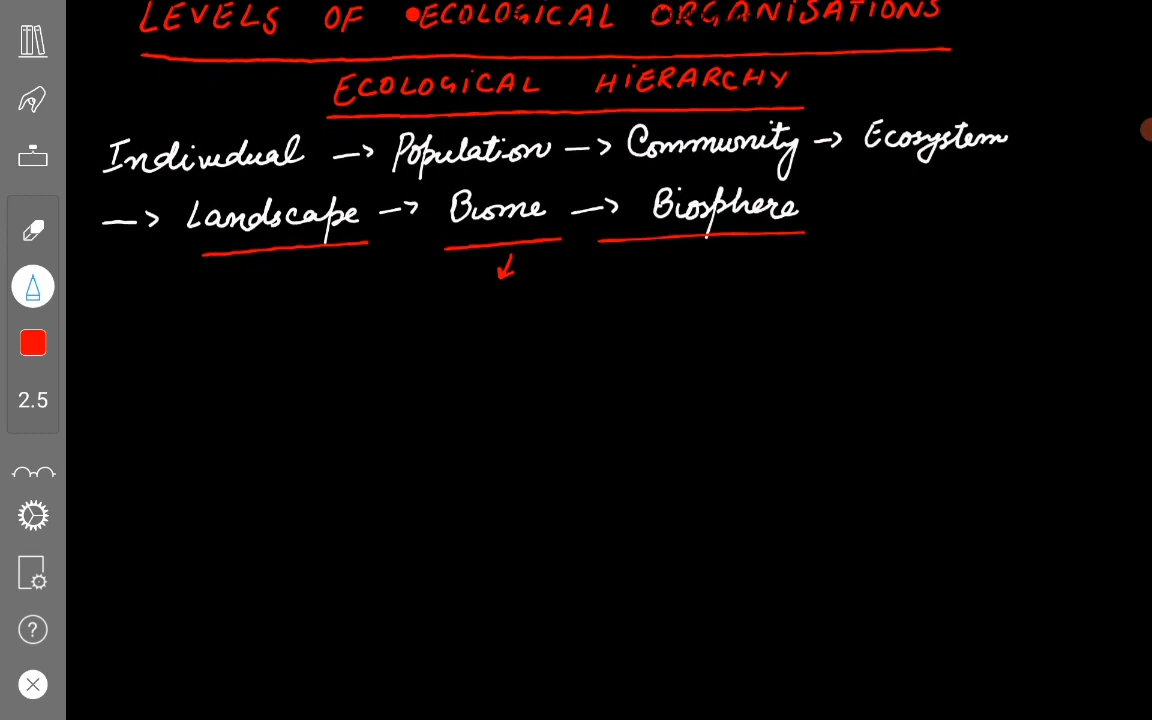 LEVELS OF ECOLOGICAL ORGANISATIONS
ECOLOGICAL HIERARCHY
Individual -> Population -> Community -> Ecosystem
-> Landscape -> Biome -> Biosphere
2.5
?